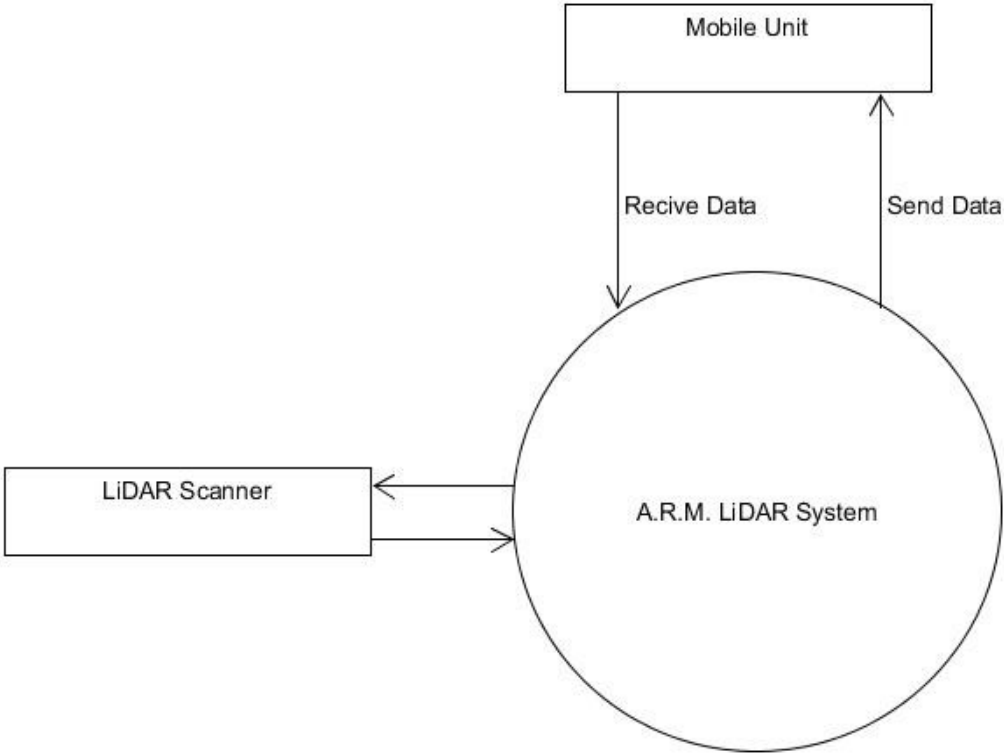 Mobile Unit
Recive Data
Send Data
LiDAR Scanner
A.R.M. LiDAR System